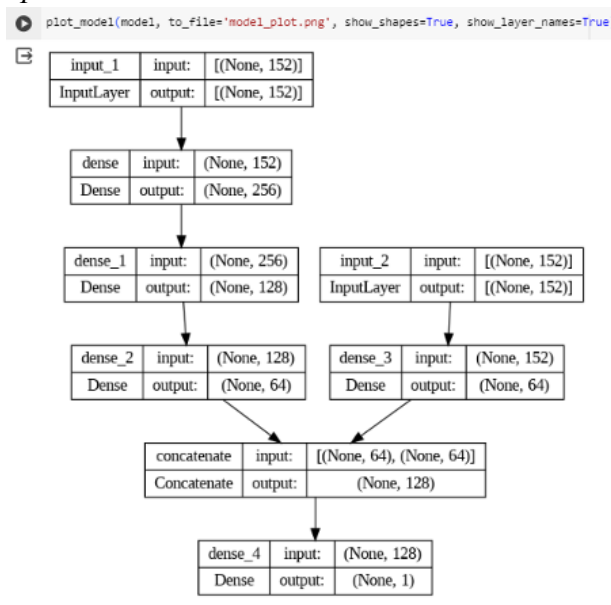 plot_model(model, to_file='model_plot.png', show_shapes=True, show_layer_names=True
input_1 input: [(None, 152)]
InputLayer output: [(None, 152)]
dense input: (None, 152)
Dense output: (None, 256)
dense_1 input: (None, 256)
Dense output: (None, 128)
input_2 input: [(None, 152)]
InputLayer output: [(None, 152)]
dense_2 input: (None, 128)
Dense output: (None, 64)
dense_3 input: (None, 152)
Dense output: (None, 64)
concatenate input: [(None, 64), (None, 64)]
Concatenate output: (None, 128)
dense_4 input: (None, 128)
Dense output: (None, 1)